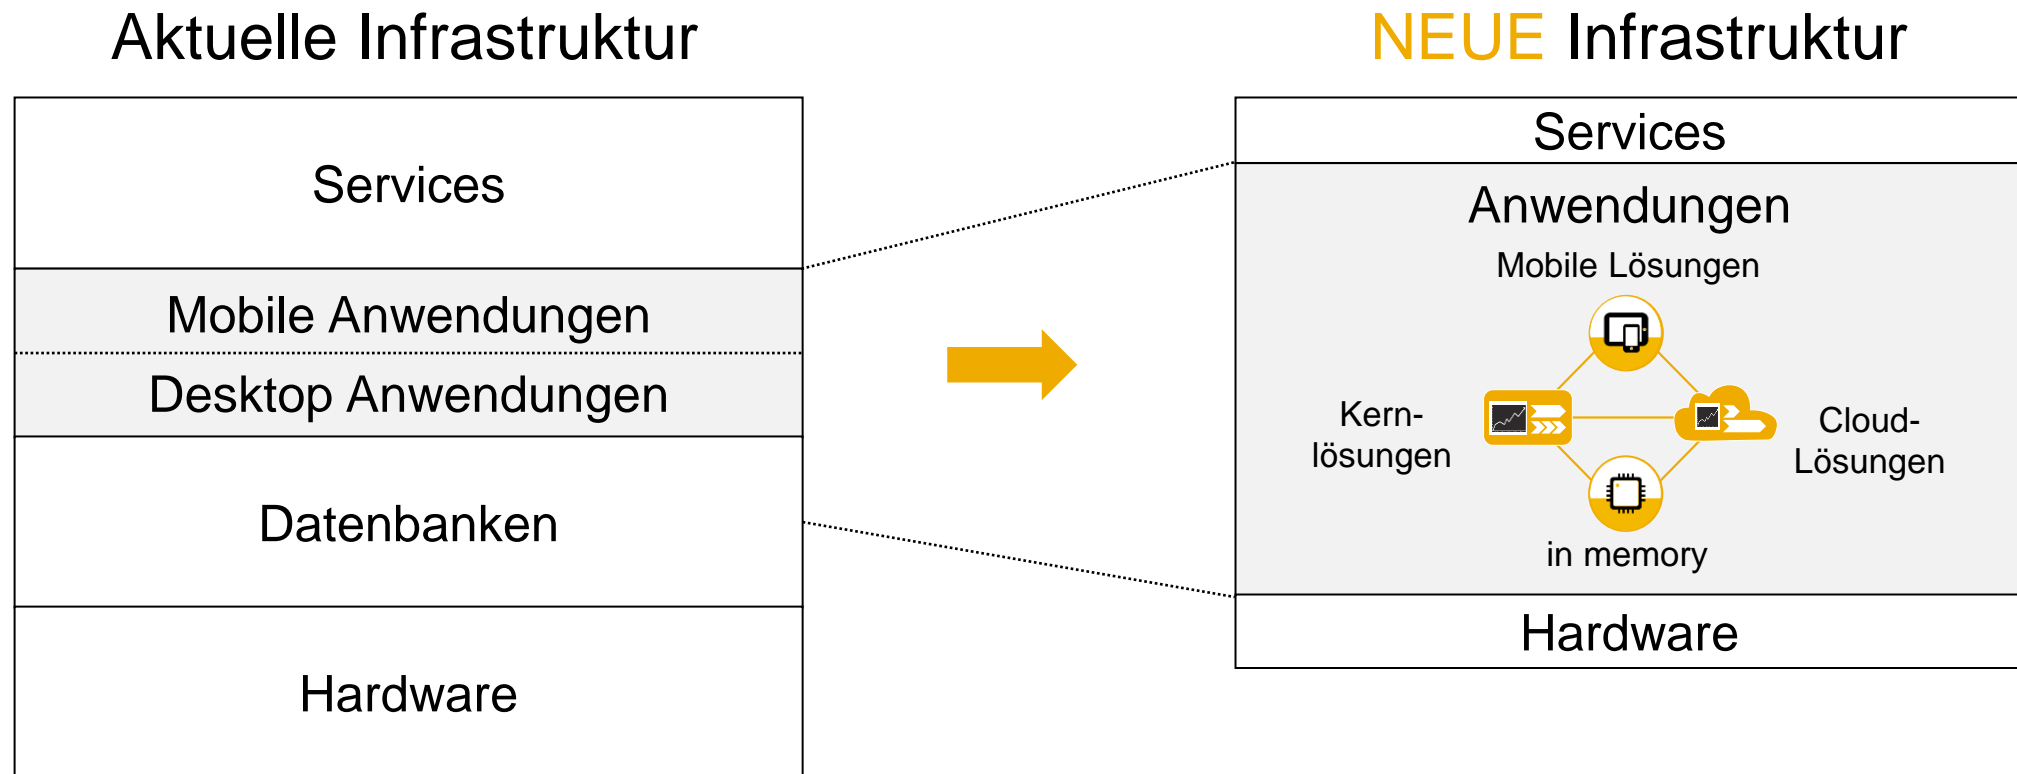 Aktuelle Infrastruktur
Services
Mobile Anwendungen
Desktop Anwendungen
Datenbanken
Hardware
NEUE Infrastruktur
Services
Anwendungen
Mobile Lösungen
Kern-
lösungen
Cloud-
Lösungen
in memory
Hardware